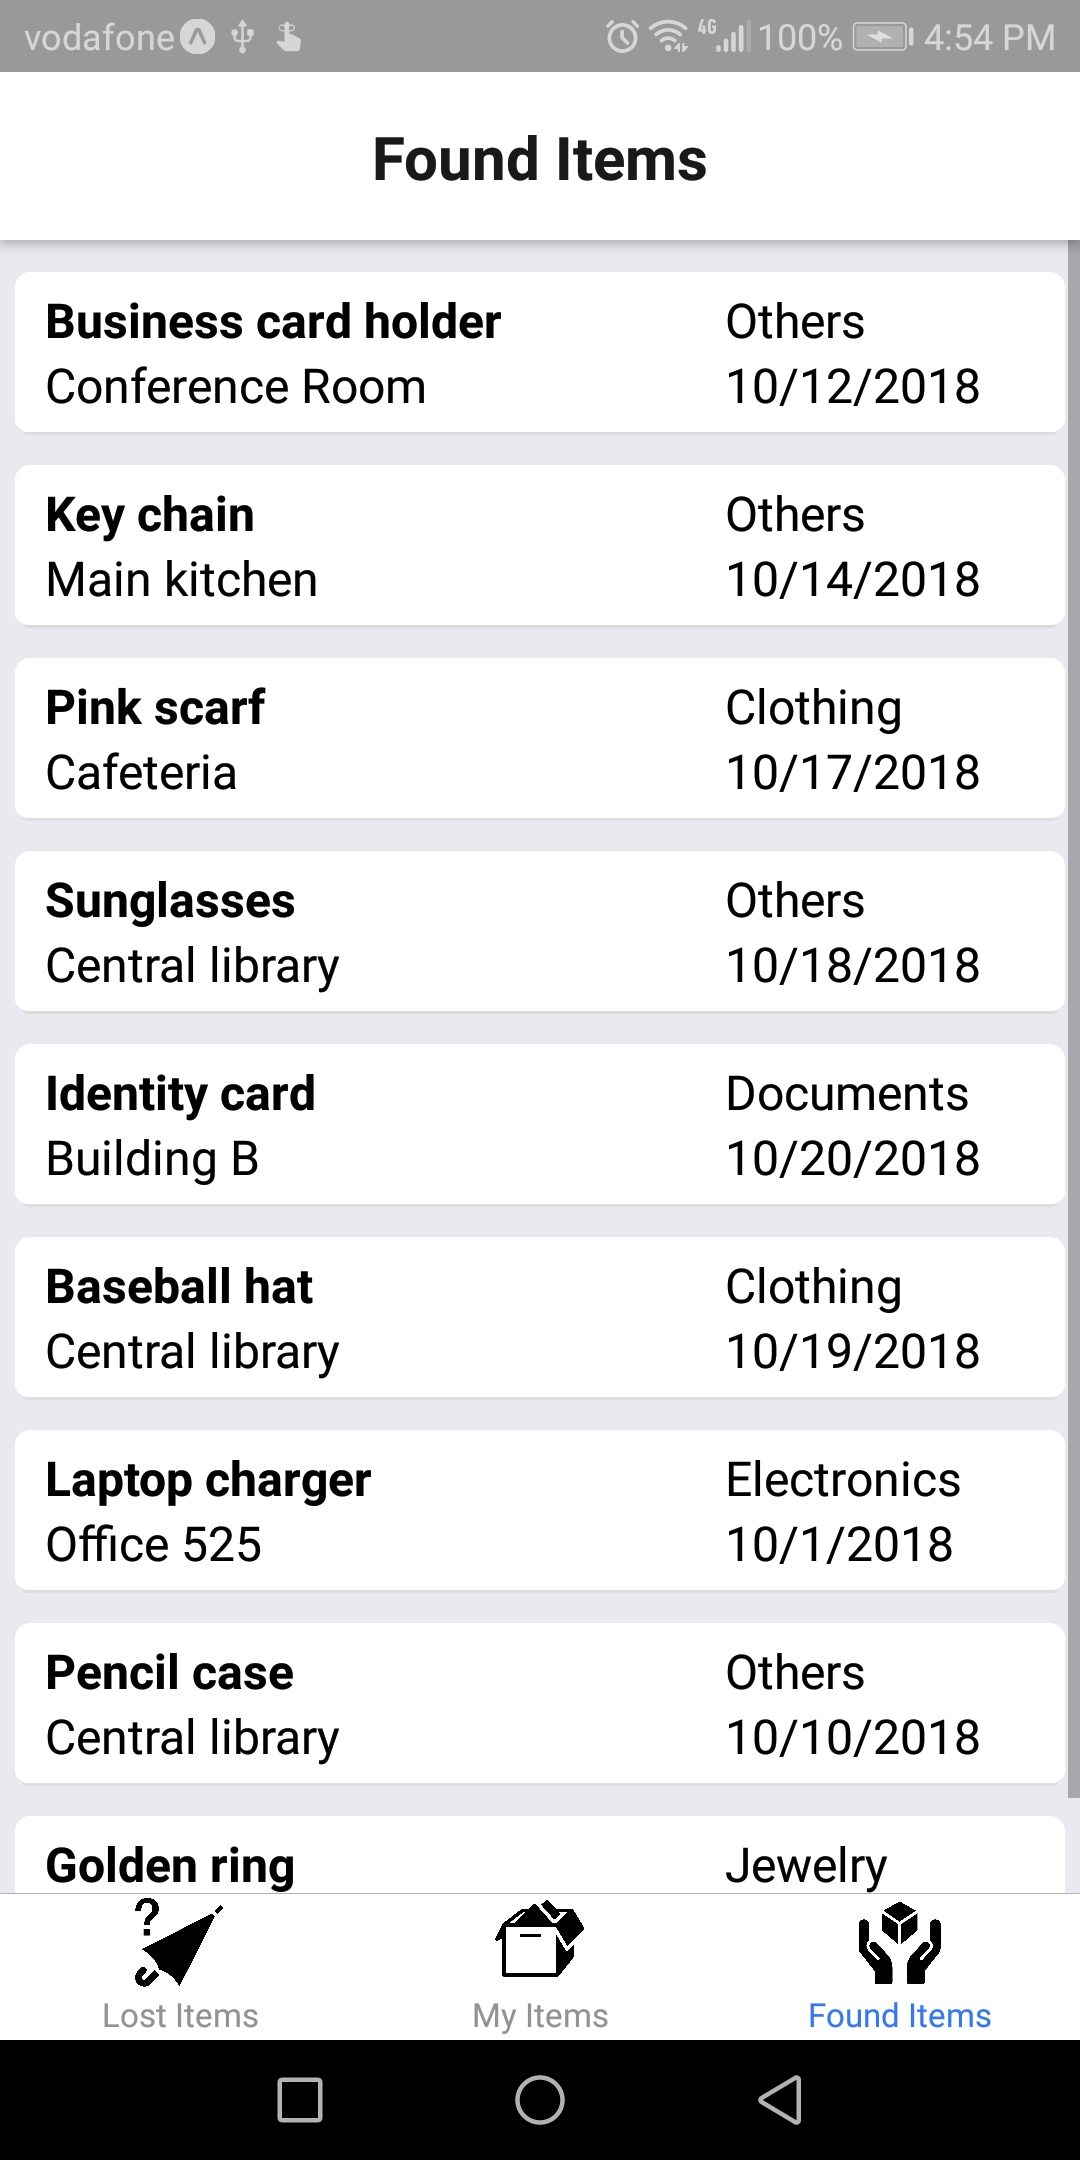 vodafone 4G 100% 4:54 PM
Found Items
Business card holder Others
Conference Room 10/12/2018
Key chain Others
Main kitchen 10/14/2018
Pink scarf Clothing
Cafeteria 10/17/2018
Sunglasses Others
Central library 10/18/2018
Identity card Documents
Building B 10/20/2018
Baseball hat Clothing
Central library 10/19/2018
Laptop charger Electronics
Office 525 10/1/2018
Pencil case Others
Central library 10/10/2018
Golden ring Jewelry
?
Lost Items My Items Found Items